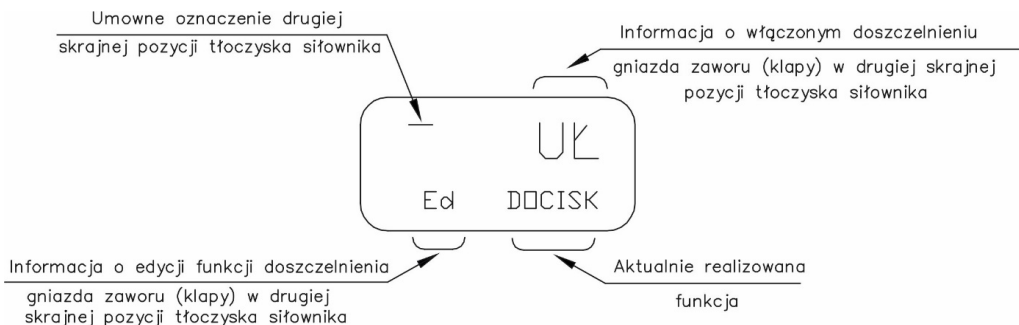 Umowne oznaczenie drugiej
skrajnej pozycji tłoczyska siłownika
Informacja o włączonym doszczelnieniu
gniazda zaworu (klapy) w drugiej skrajnej
pozycji tłoczyska siłownika
UŁ
Ed DOCISK
Informacja o edycji funkcji doszczelnienia
gniazda zaworu (klapy) w drugiej
skrajnej pozycji tłoczyska siłownika
Aktualnie realizowana
funkcja